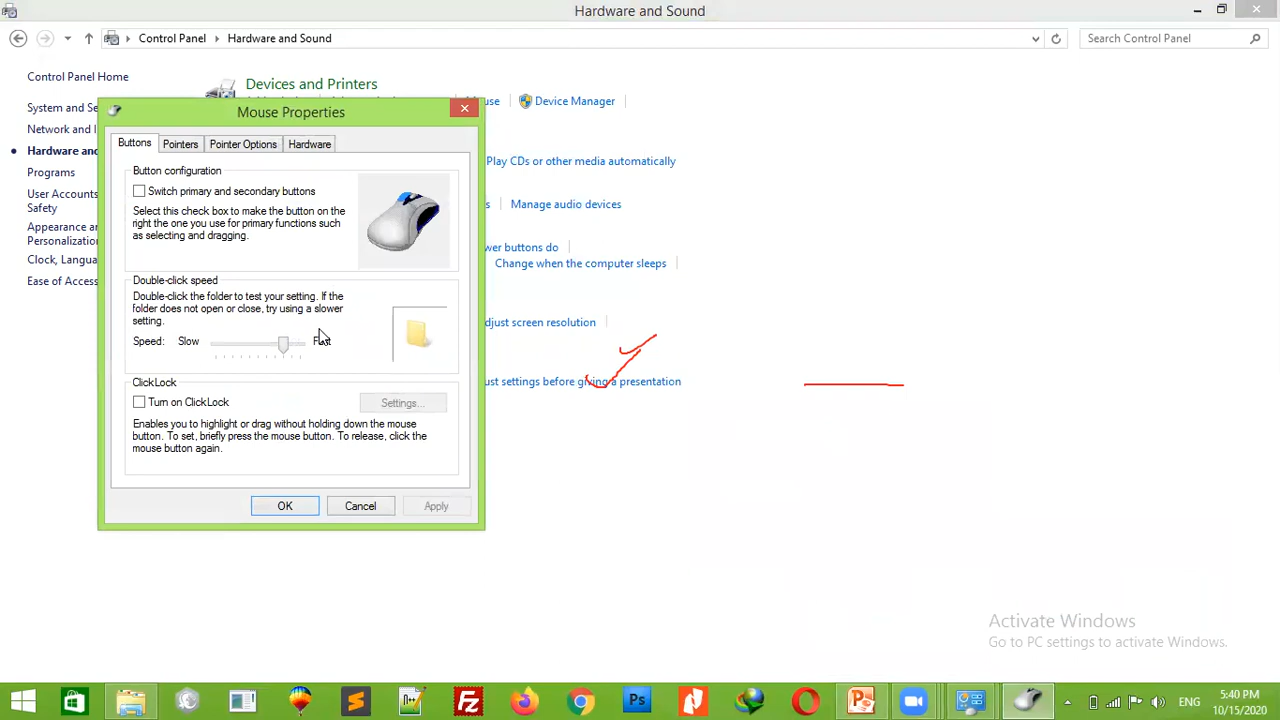 Hardware and Sound
Control Panel
Hardware and Sound
Search Control Panel
Control Panel Home
System and Se
Network and I
Hardware and
Programs
User Accounts
Safety
Appearance an
Personalization
Clock, Langua
Ease of Access
Devices and Printers
Device Manager
Play CDs or other media automatically
Manage audio devices
wer buttons do
Change when the computer sleeps
djust screen resolution
ust settings before giving a presentation
Mouse Properties
Buttons
Pointers
Pointer Options
Hardware
Button configuration
Switch primary and secondary buttons
Select this check box to make the button on the
right the one you use for primary functions such
as selecting and dragging.
Double-click speed
Double-click the folder to test your setting. If the
folder does not open or close, try using a slower
setting.
Speed: Slow
Fast
ClickLock
Turn on ClickLock
Settings...
Enables you to highlight or drag without holding down the mouse
button. To set, briefly press the mouse button. To release, click the
mouse button again.
OK
Cancel
Apply
Activate Windows
Go to PC settings to activate Windows.
Ps
ENG
5:40 PM
10/15/2020